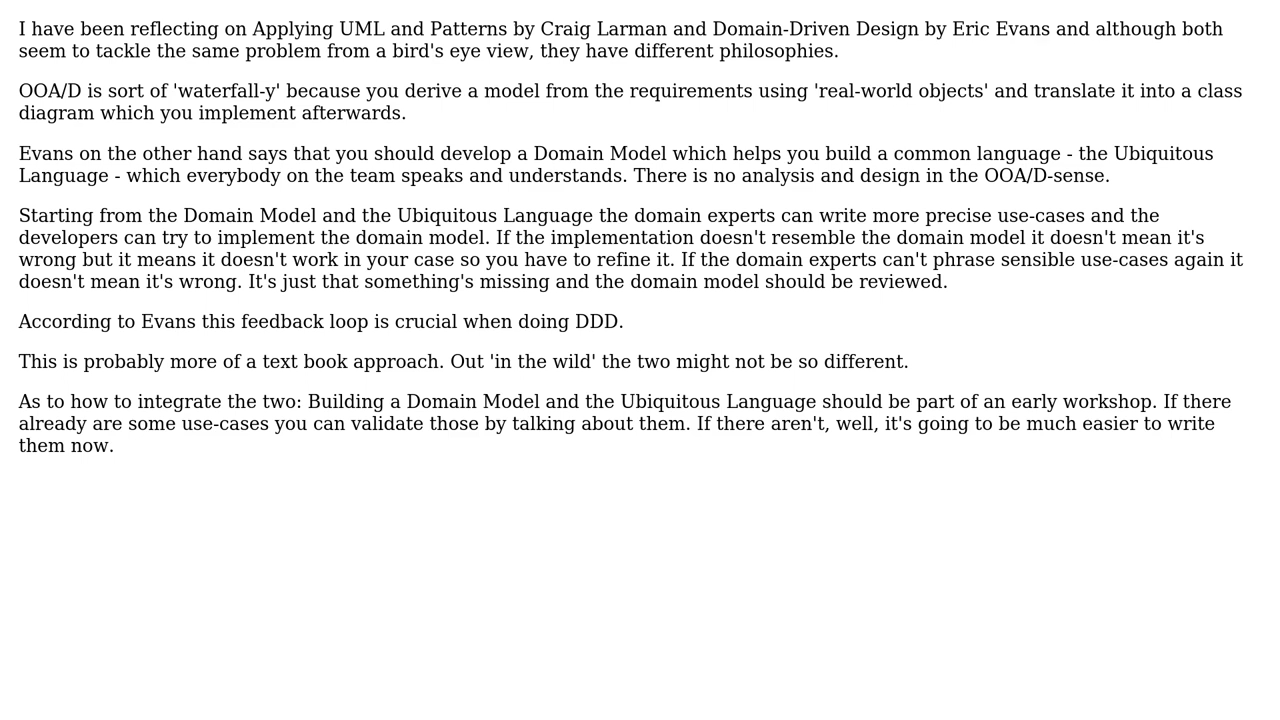 I have been reflecting on Applying UML and Patterns by Craig Larman and Domain-Driven Design by Eric Evans and although both
seem to tackle the same problem from a bird's eye view, they have different philosophies.
OOA/D is sort of 'waterfall-y' because you derive a model from the requirements using 'real-world objects' and translate it into a class
diagram which you implement afterwards.
Evans on the other hand says that you should develop a Domain Model which helps you build a common language - the Ubiquitous
Language - which everybody on the team speaks and understands. There is no analysis and design in the OOA/D-sense.
Starting from the Domain Model and the Ubiquitous Language the domain experts can write more precise use-cases and the
developers can try to implement the domain model. If the implementation doesn't resemble the domain model it doesn't mean it's
wrong but it means it doesn't work in your case so you have to refine it. If the domain experts can't phrase sensible use-cases again it
doesn't mean it's wrong. It's just that something's missing and the domain model should be reviewed.
According to Evans this feedback loop is crucial when doing DDD.
This is probably more of a text book approach. Out 'in the wild' the two might not be so different.
As to how to integrate the two: Building a Domain Model and the Ubiquitous Language should be part of an early workshop. If there
already are some use-cases you can validate those by talking about them. If there aren't, well, it's going to be much easier to write
them now.